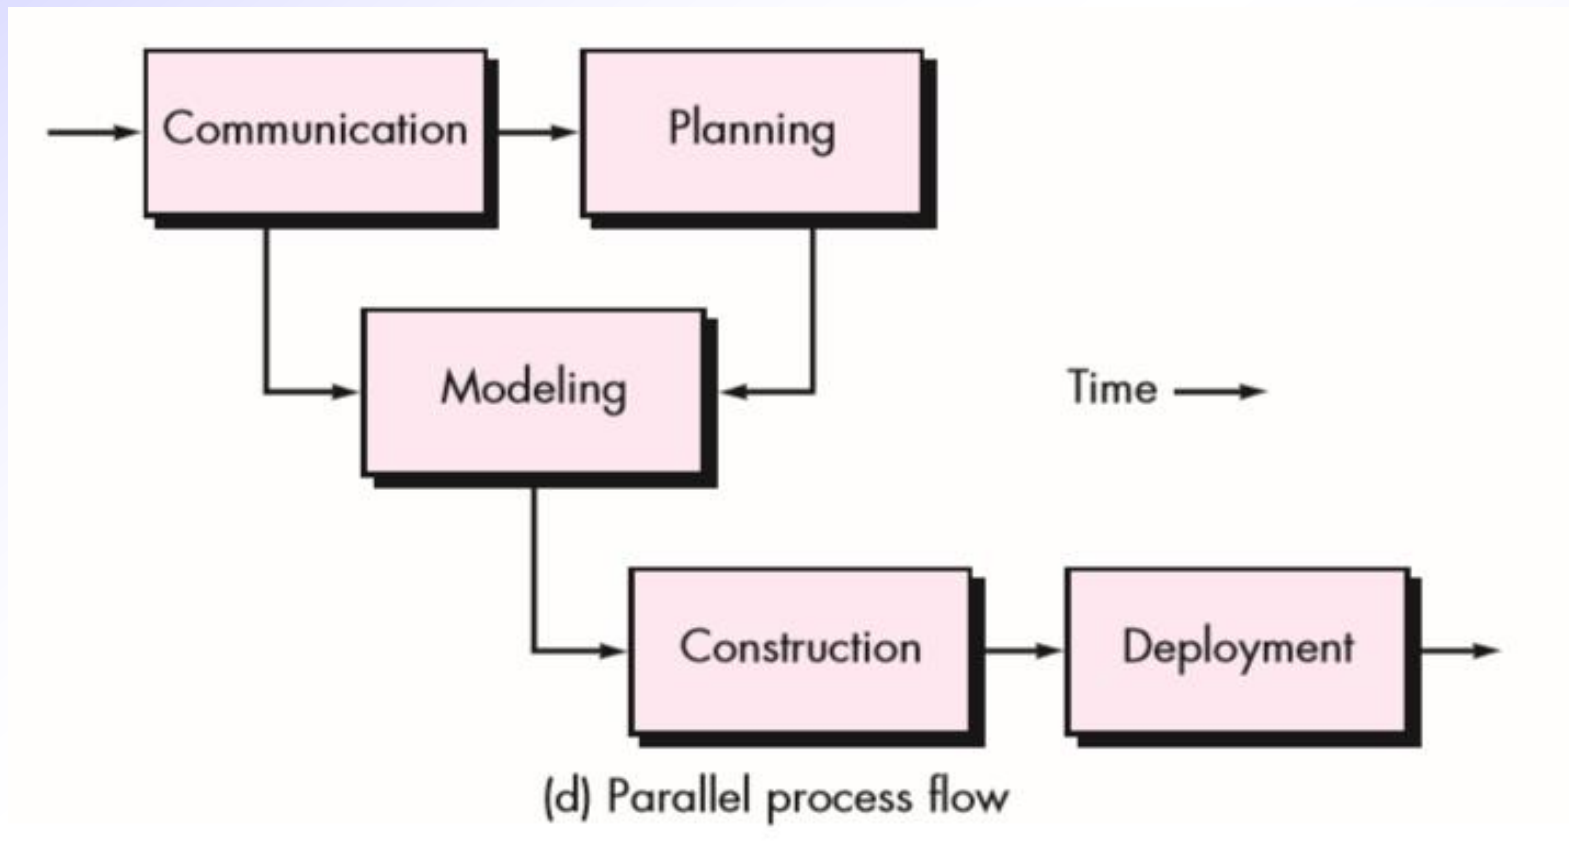 Communication
Planning
Modeling
Time
Construction
Deployment
(d) Parallel process flow